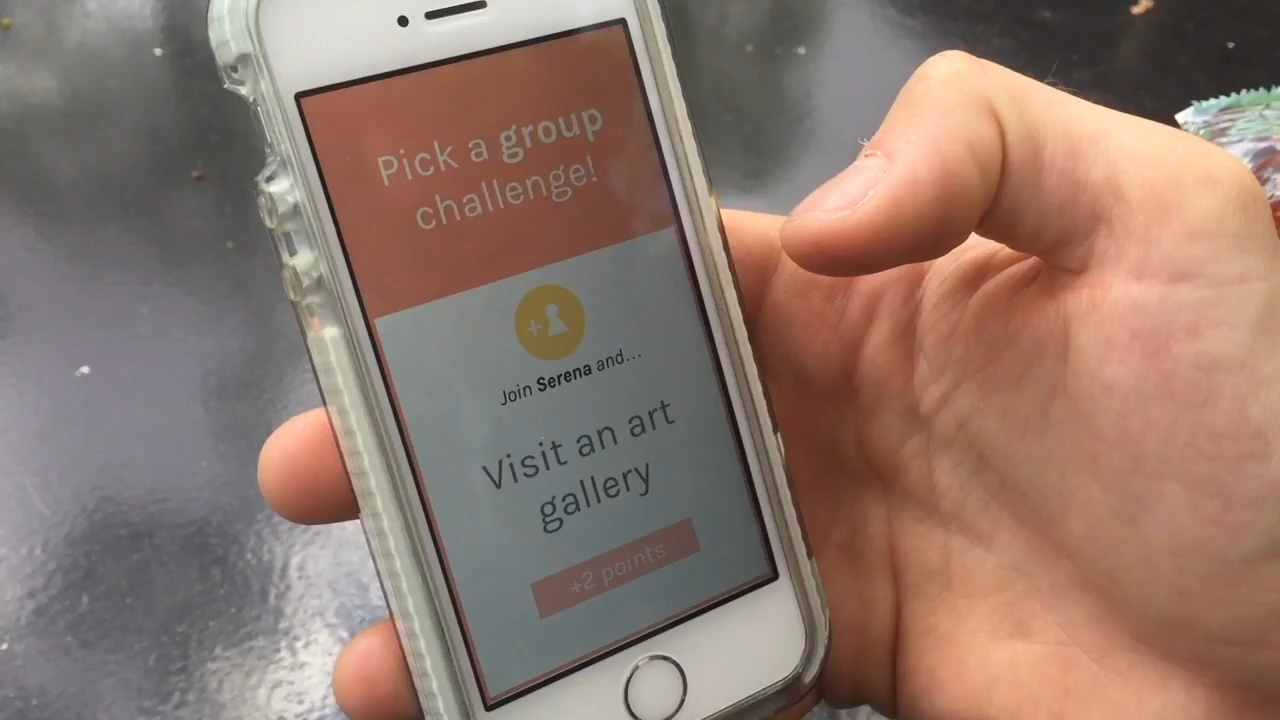 Pick a group
challenge!
+
Join Serena and...
Visit an art
gallery
+2 points